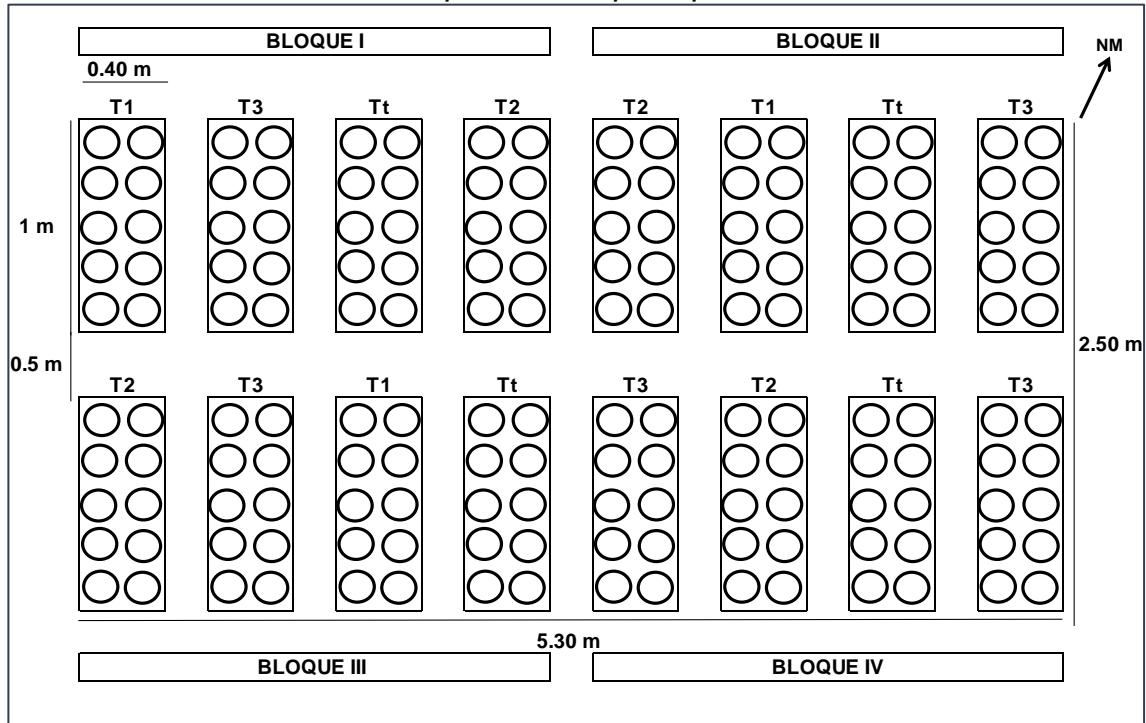 BLOQUE I
BLOQUE II
NM
0.40 m
T1 T3 Tt T2 T2 T1 Tt T3
1 m
0.5 m
2.50 m
T2 T3 T1 Tt T3 T2 Tt T3
5.30 m
BLOQUE III
BLOQUE IV